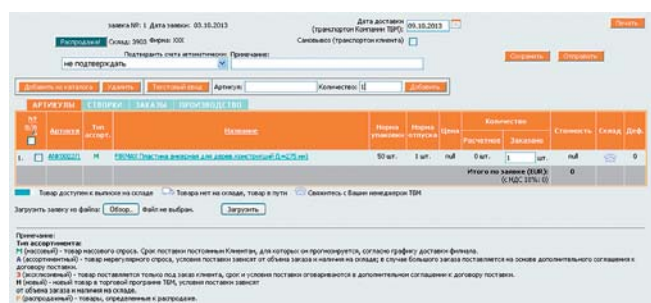 заявка №: 1 Дата заявки: 03.10.2013
Дата доставки (транспортом Компании ТБМ): 09.10.2013
Печать
Распродажа! Склад: 3903 Фирма: XXX
Самовывоз (транспортом клиента)
Подтверждать счета автоматически: Примечание:
не подтверждать
Сохранить Отправить
Добавить из каталога Удалить Текстовый ввод Артикул: Количество: 1 Добавить
АРТИКУЛЫ СТВОРКИ ЗАКАЗЫ ПРОИЗВОДСТВО
№ п/п Артикул Тип ассорт. Название Норма упаковки Норма отпуска Цена Количество Расчетное Заказано Стоимость Склад Деф.
1. М Пластина анкерная для дерев.конструкций (L=275 мм) 50 шт. 1 шт. null 0 шт. 1 шт. null 0
Итого по заявке (EUR): 0
(с НДС 18%: 0)
Товар доступен к выписке на складе Товара нет на складе, товар в пути Свяжитесь с Вашим менеджером ТБМ
Загрузить заявку из файла: Обзор.. Файл не выбран. Загрузить
Примечание:
Тип ассортимента:
М (массовый) - товар массового спроса. Срок поставки постоянным Клиентам, для которых он прогнозируется, согласно графику доставки филиала.
А (ассортиментный) - товар нерегулярного спроса, условия поставки зависят от объема заказа и наличия на складе; в случае большого заказа поставляется на основе дополнительного соглашения к
договору поставки.
Э (эксклюзивный) - товар поставляется только под заказ клиента, срок и условия поставки оговариваются в дополнительном соглашении к договору поставки.
Н (новый) - новый товар в торговой программе ТБМ, условия поставки зависят
от объема заказа и наличия на складе.
Р (распродажный) - товары, определенные к распродаже.